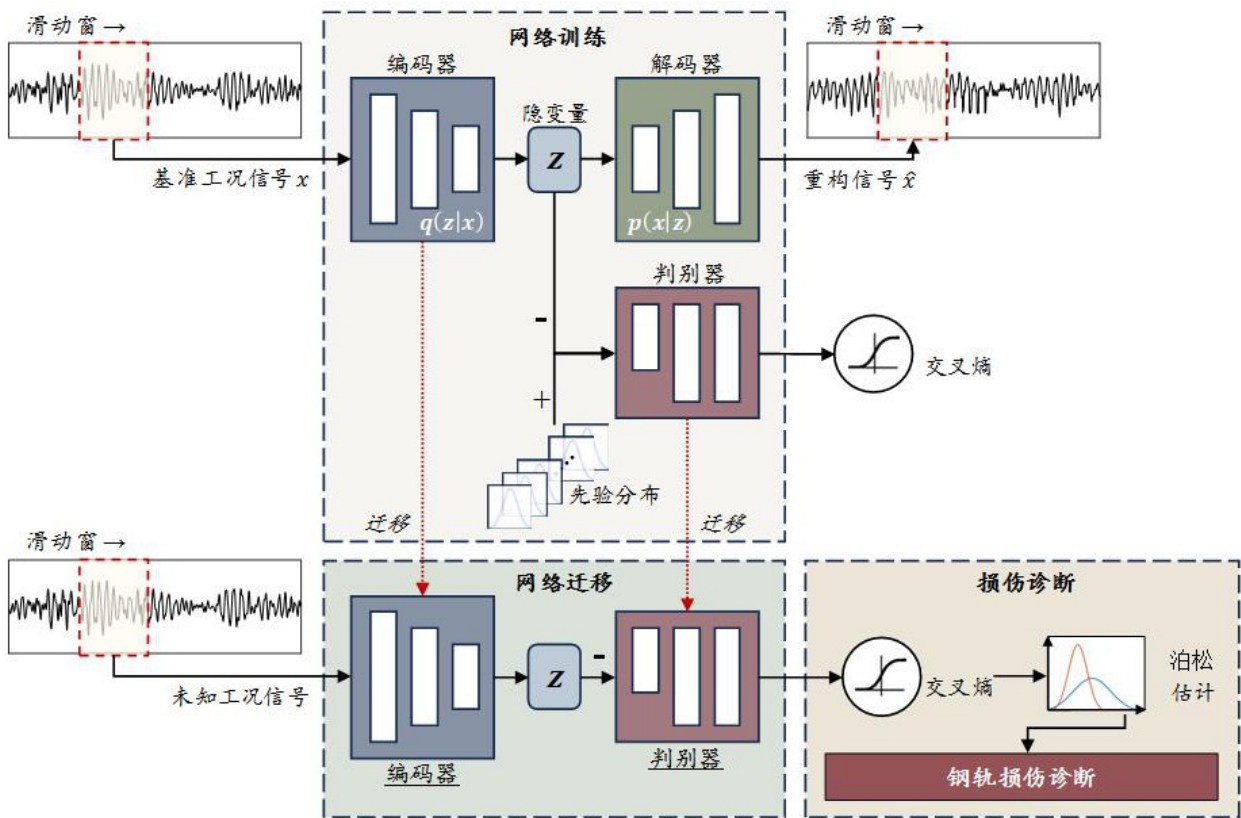 滑动窗→
网络训练
滑动窗→
编码器
解码器
隐变量
Z
q(z|x)
p(x|z)
基准工况信号x
重构信号x̂
判别器
-
交叉熵
+
先验分布
迁移
迁移
滑动窗→
网络迁移
损伤诊断
Z
-
交叉熵
泊松
估计
未知工况信号
编码器
判别器
钢轨损伤诊断